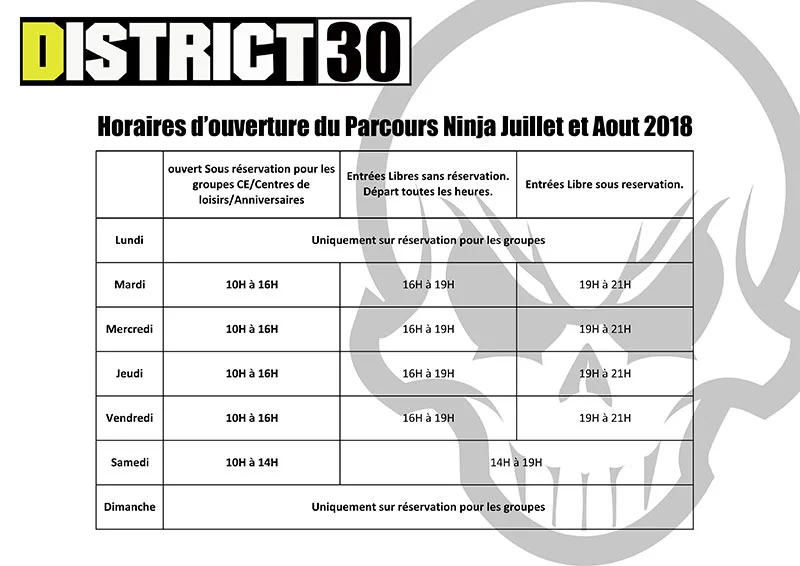 DISTRICT 30
Horaires d'ouverture du Parcours Ninja Juillet et Aout 2018
ouvert Sous réservation pour les
groupes CE/Centres de
loisirs/Anniversaires
Entrées Libres sans réservation.
Départ toutes les heures.
Entrées Libre sous reservation.
Lundi
Uniquement sur réservation pour les groupes
Mardi
10H à 16H
16H à 19H
19H à 21H
Mercredi
10H à 16H
16H à 19H
19H à 21H
Jeudi
10H à 16H
16H à 19H
19H à 21H
Vendredi
10H à 16H
16H à 19H
19H à 21H
Samedi
10H à 14H
14H à 19H
Dimanche
Uniquement sur réservation pour les groupes